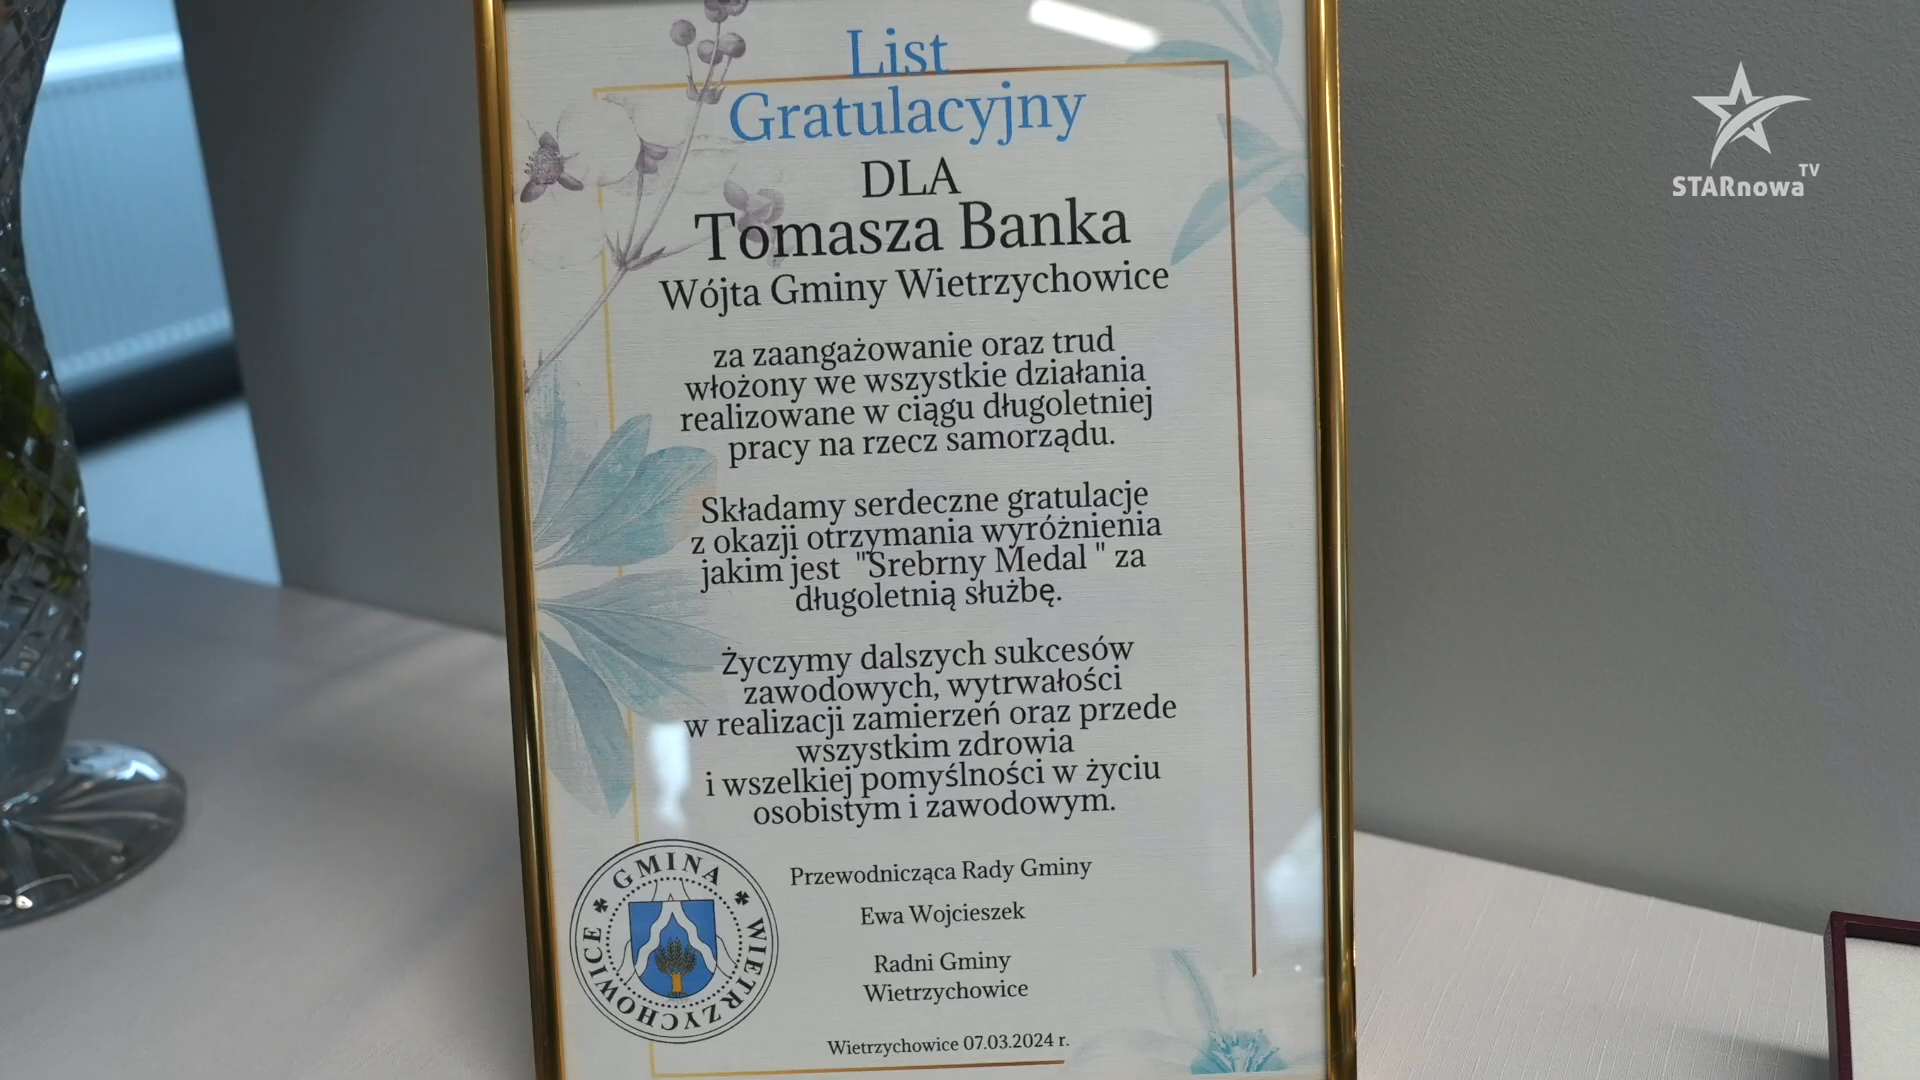 List
Gratulacyjny
DLA
Tomasza Banka
Wójta Gminy Wietrzychowice
za zaangażowanie oraz trud
włożony we wszystkie działania
realizowane w ciągu długoletniej
pracy na rzecz samorządu.
Składamy serdeczne gratulacje
z okazji otrzymania wyróżnienia
jakim jest "Srebrny Medal " za
długoletnią służbę.
Życzymy dalszych sukcesów
zawodowych, wytrwałości
w realizacji zamierzeń oraz przede
wszystkim zdrowia
i wszelkiej pomyślności w życiu
osobistym i zawodowym.
Przewodnicząca Rady Gminy
Ewa Wojcieszek
Radni Gminy
Wietrzychowice
Wietrzychowice 07.03.2024 r.
GMINA WIETRZYCHOWICE
STARnowa TV